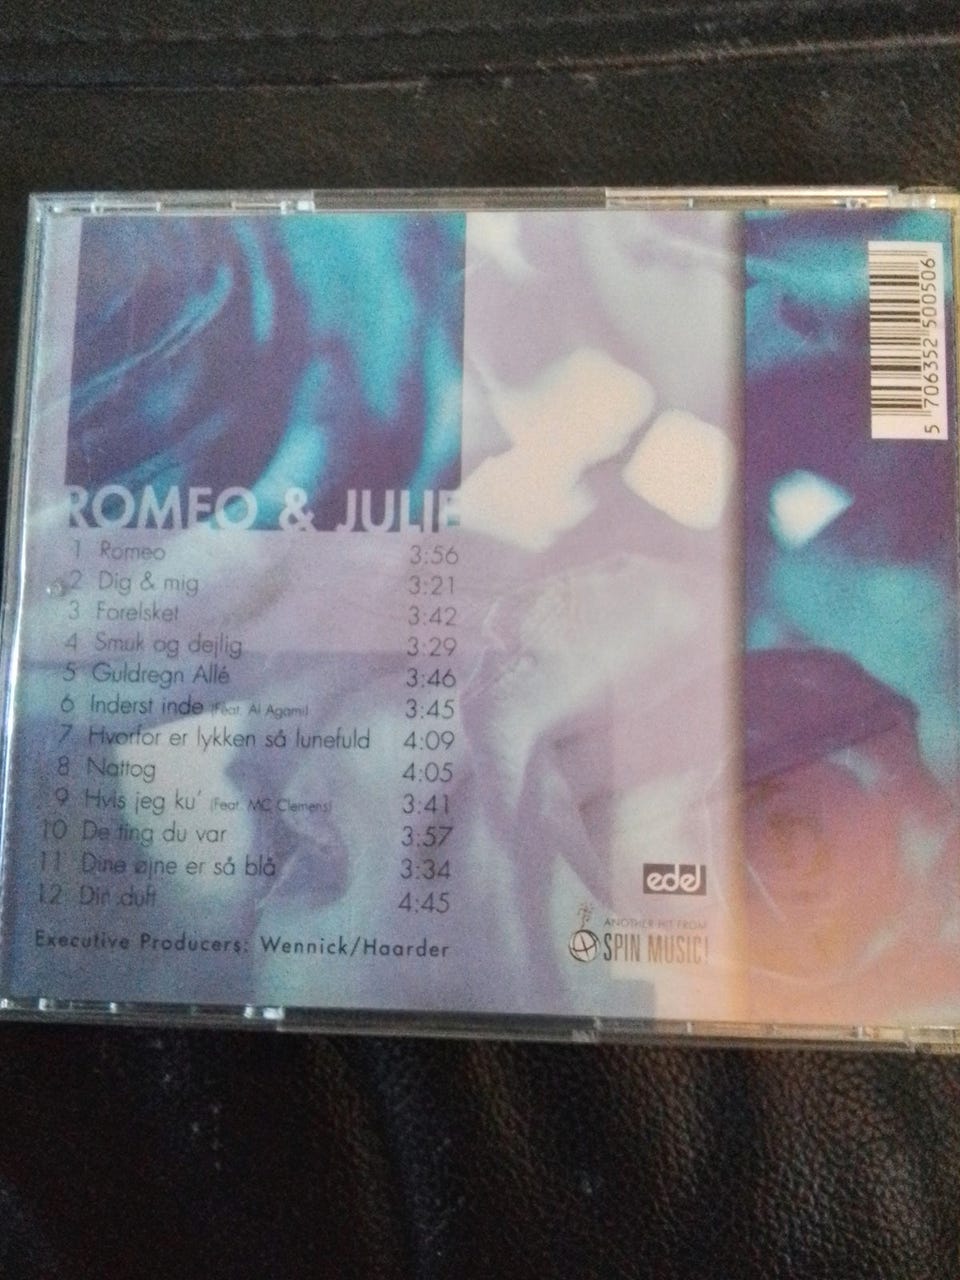 ROMEO & JULIE
1 Romeo 3:56
2 Dig & mig 3:21
3 Forelsket 3:42
4 Smuk og dejlig 3:29
5 Guldregn Allé 3:46
6 Inderst inde (Feat. Al Agami) 3:45
7 Hvorfor er lykken så lunefuld 4:09
8 Nattog 4:05
9 Hvis jeg ku' (Feat. MC Clemens) 3:41
10 De ting du var 3:57
11 Dine øjne er så blå 3:34
12 Din duft 4:45
Executive Producers: Wennick/Haarder
edel
ANOTHER HIT FROM
SPIN MUSIC!
5 706352 500506